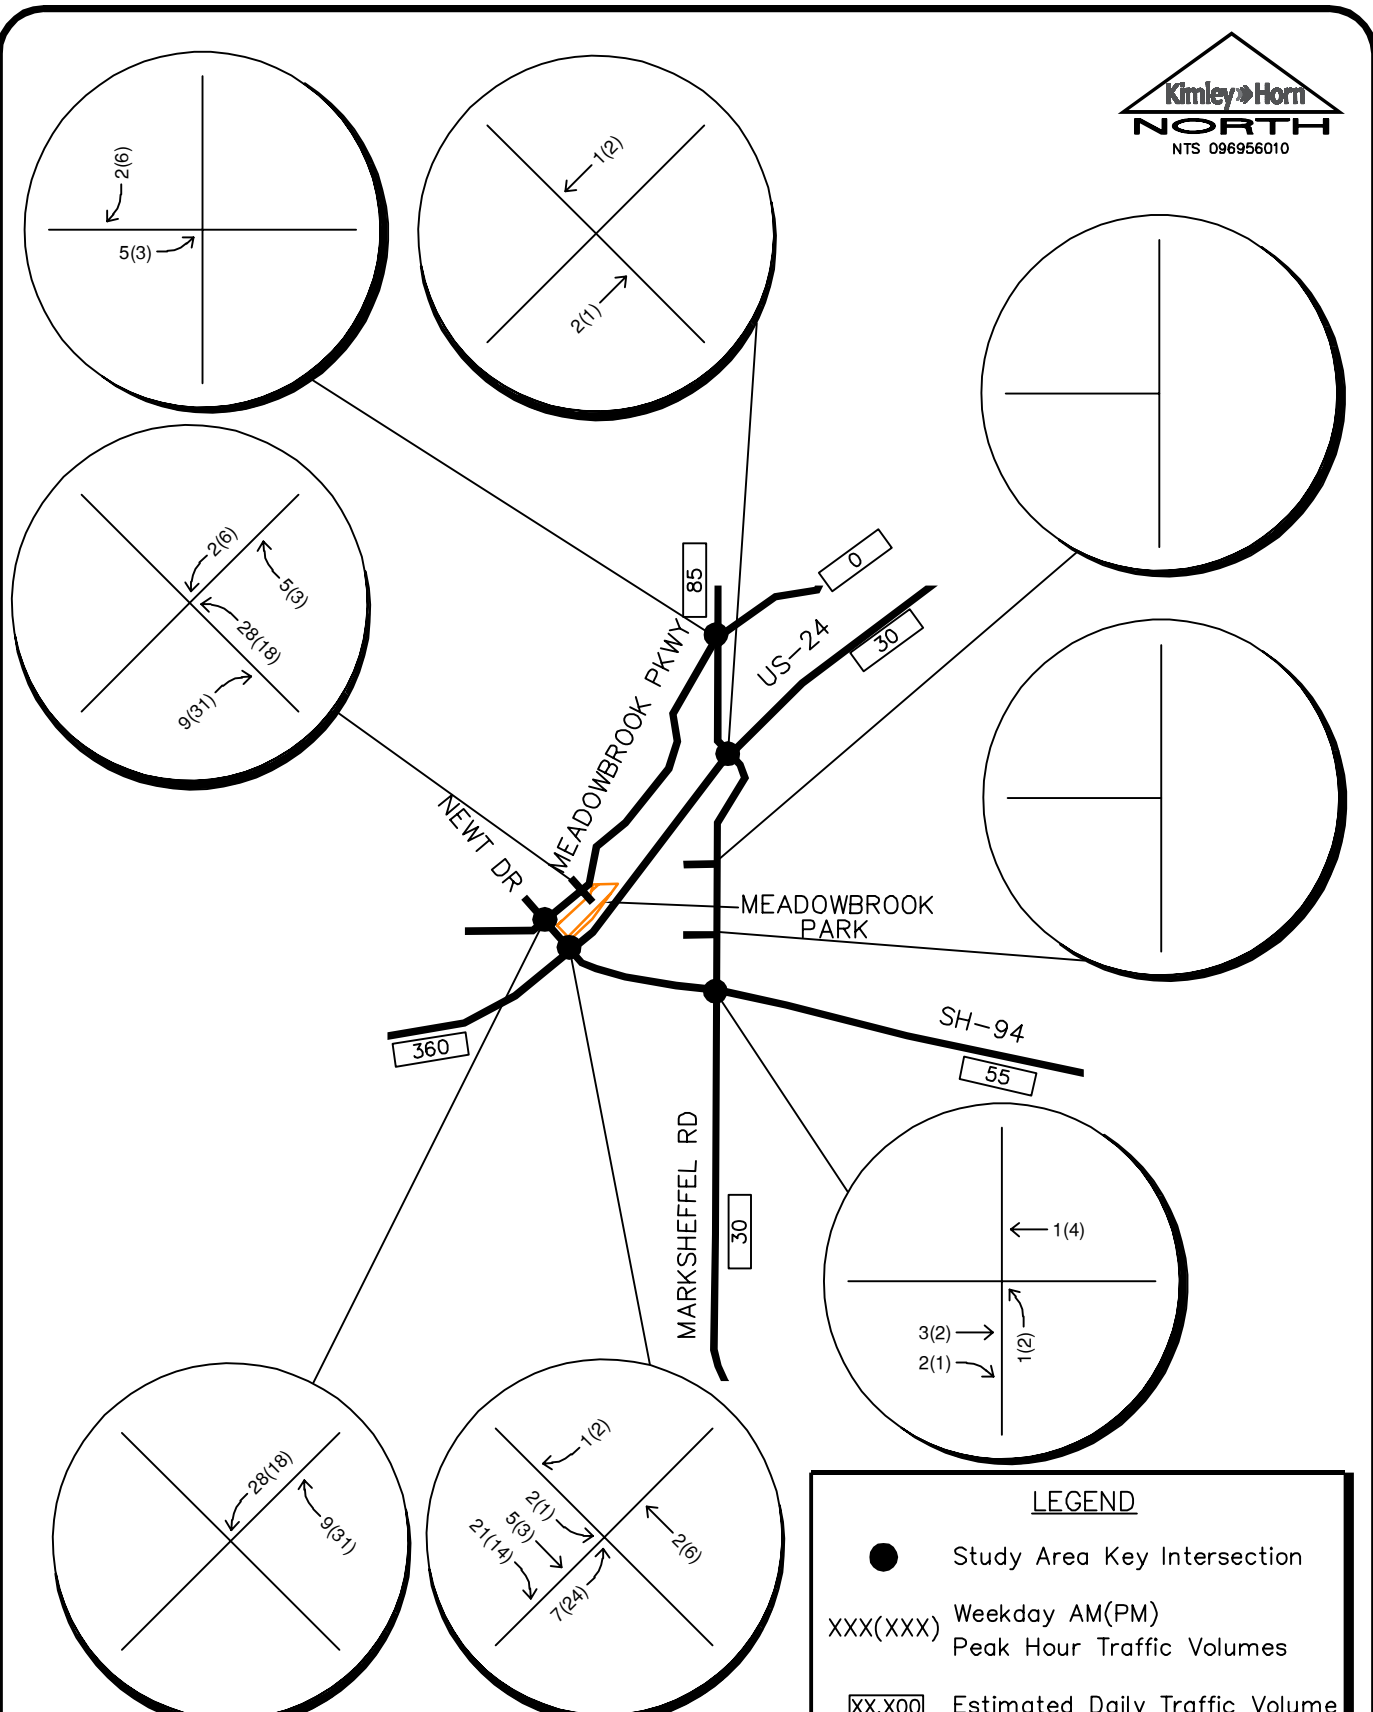 Kimley Horn
NORTH
NTS 096956010
2(6)
5(3)
1(2)
2(1)
2(6)
5(3)
28(18)
9(31)
85
0
US-24
30
MEADOWBROOK PKWY
NEWT DR
MEADOWBROOK
PARK
SH-94
55
360
MARKSHEFFEL RD
30
1(4)
3(2)
2(1)
1(2)
28(18)
9(31)
1(2)
2(1)
5(3)
21(14)
7(24)
2(6)
LEGEND
Study Area Key Intersection
XXX(XXX) Weekday AM(PM)
Peak Hour Traffic Volumes
XX,X00 Estimated Daily Traffic Volume